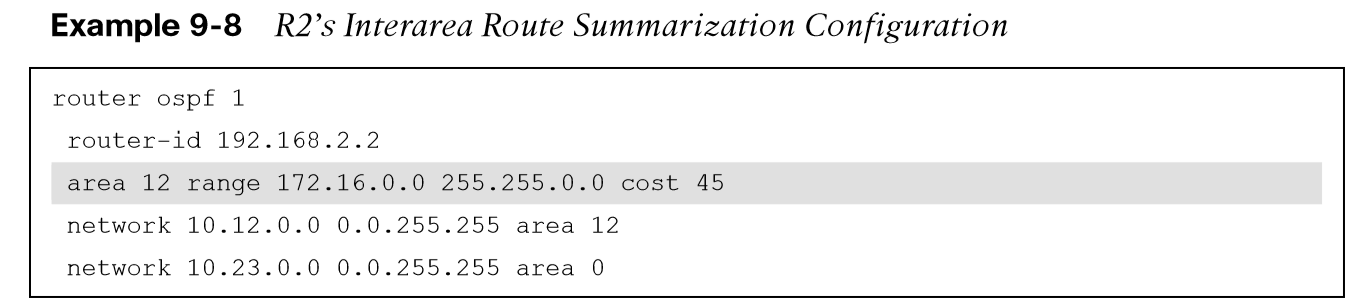 Example 9-8 R2’s Interarea Route Summarization Configuration
router ospf 1
router-id 192.168.2.2
area 12 range 172.16.0.0 255.255.0.0 cost 45
network 10.12.0.0 0.0.255.255 area 12
network 10.23.0.0 0.0.255.255 area 0